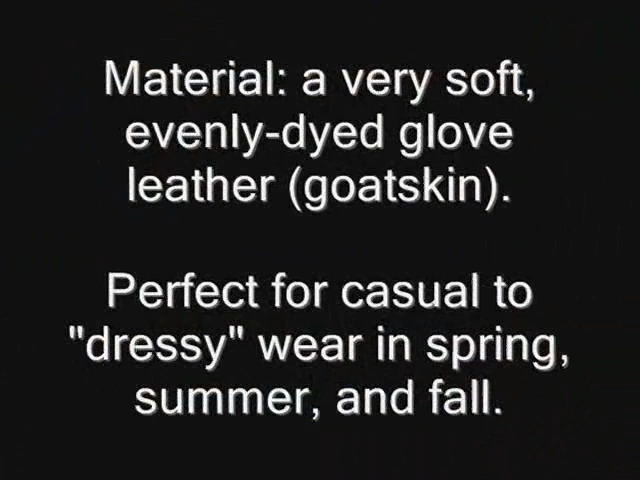 Material: a very soft,
evenly-dyed glove
leather (goatskin).
Perfect for casual to
"dressy" wear in spring,
summer, and fall.